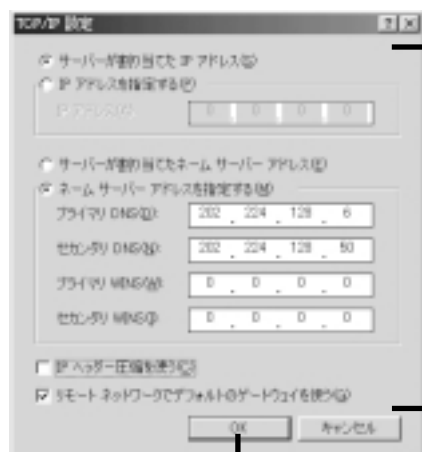 TCP/IP 設定
サーバーが割り当てた IP アドレス(S)
IP アドレスを指定する(P)
IP アドレス(A): 0 . 0 . 0 . 0
サーバーが割り当てたネーム サーバー アドレス(E)
ネーム サーバー アドレスを指定する(M)
プライマリ DNS(D): 202 . 224 . 128 . 6
セカンダリ DNS(N): 202 . 224 . 128 . 50
プライマリ WINS(W): 0 . 0 . 0 . 0
セカンダリ WINS(I): 0 . 0 . 0 . 0
IP ヘッダー圧縮を使う(C)
リモート ネットワークでデフォルトのゲートウェイを使う(G)
OK キャンセル